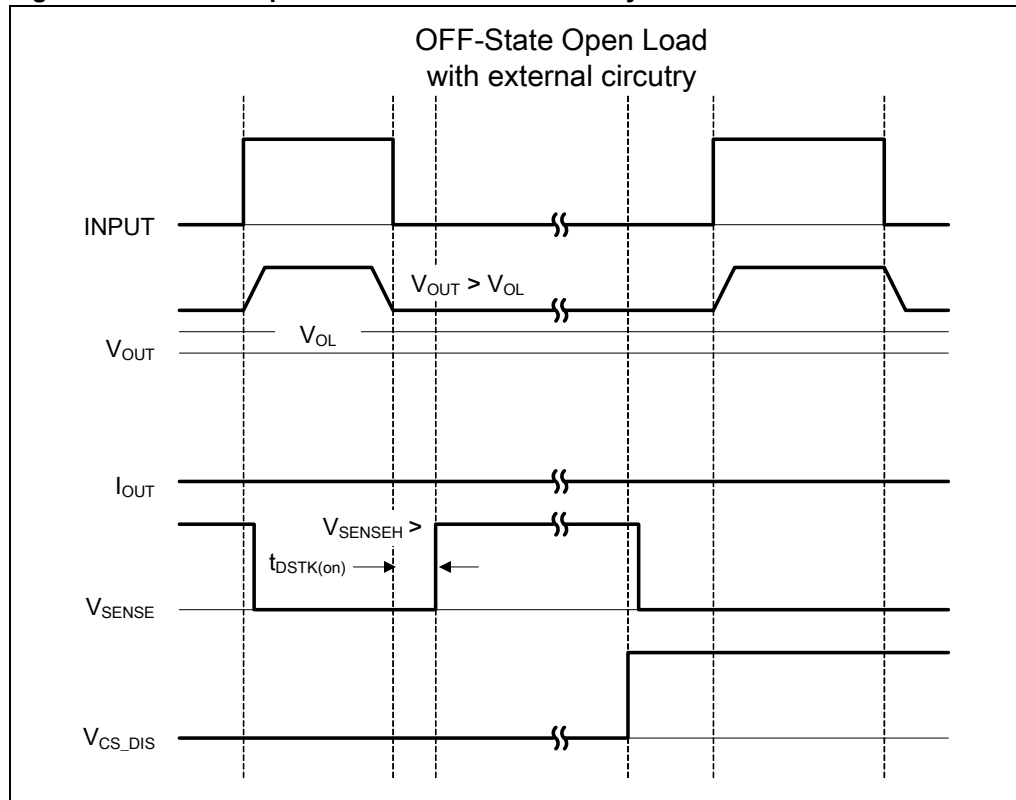 OFF-State Open Load
with external circutry
INPUT
V_OUT > V_OL
V_OL
V_OUT
I_OUT
V_SENSEH >
t_DSTK(on)
V_SENSE
V_CS_DIS